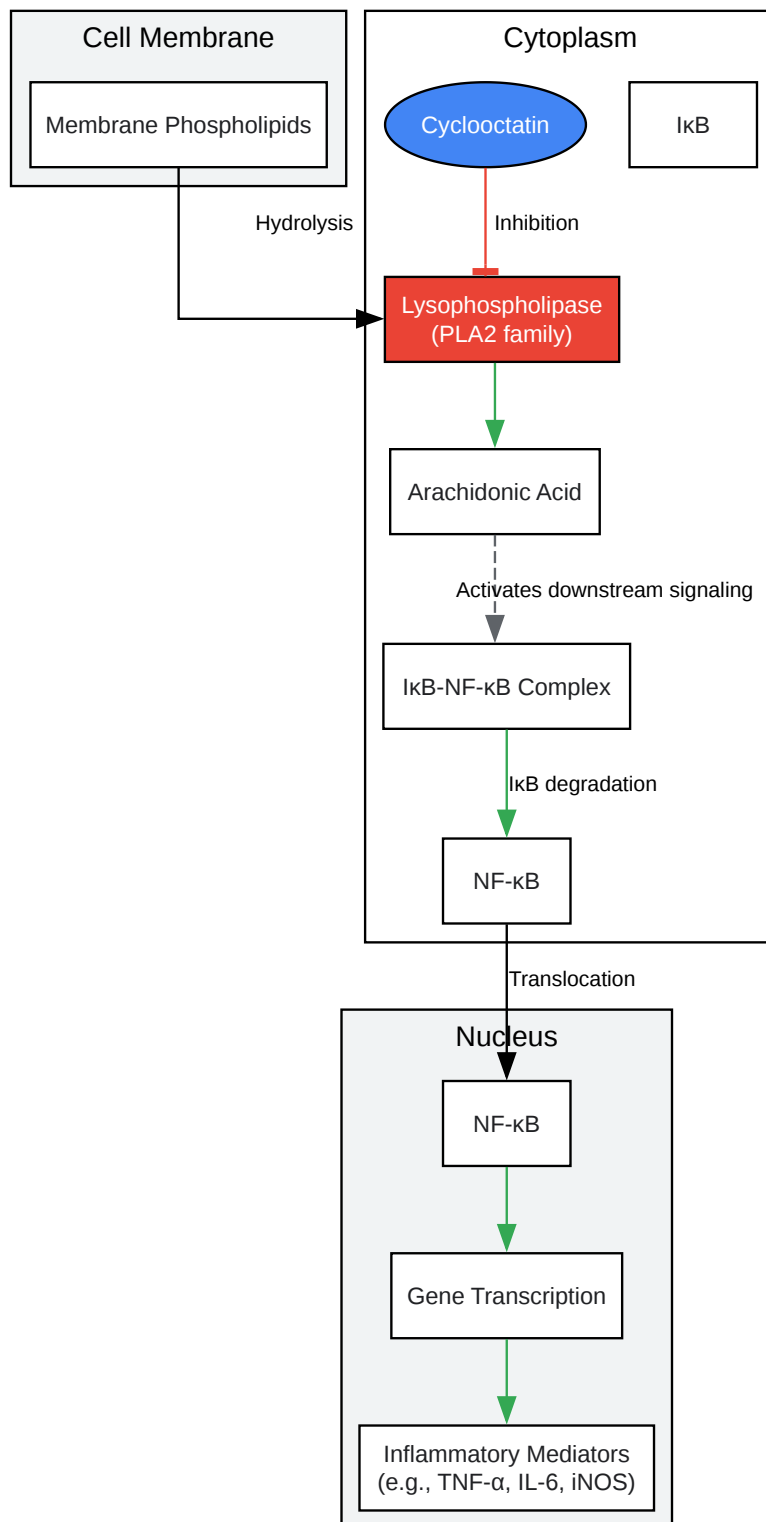 Cell Membrane
Cytoplasm
Membrane Phospholipids
Cyclooctatin
IκB
Hydrolysis
Inhibition
Lysophospholipase
(PLA2 family)
Arachidonic Acid
Activates downstream signaling
IκB-NF-κB Complex
IκB degradation
NF-κB
Translocation
Nucleus
NF-κB
Gene Transcription
Inflammatory Mediators
(e.g., TNF-α, IL-6, iNOS)